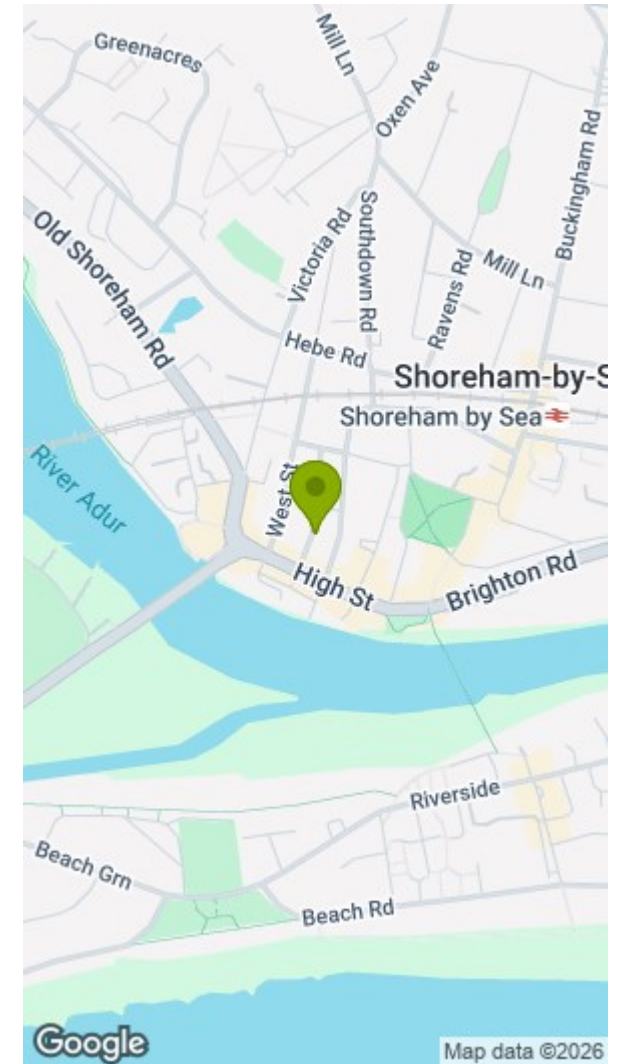 Greenacres
Mill Ln
Oxen Ave
Buckingham Rd
Old Shoreham Rd
Victoria Rd
Southdown Rd
Ravens Rd
Mill Ln
Hebe Rd
Shoreham-by-S
Shoreham by Sea
River Adur
West St
High St
Brighton Rd
Riverside
Beach Grn
Beach Rd
Google
Map data ©2026